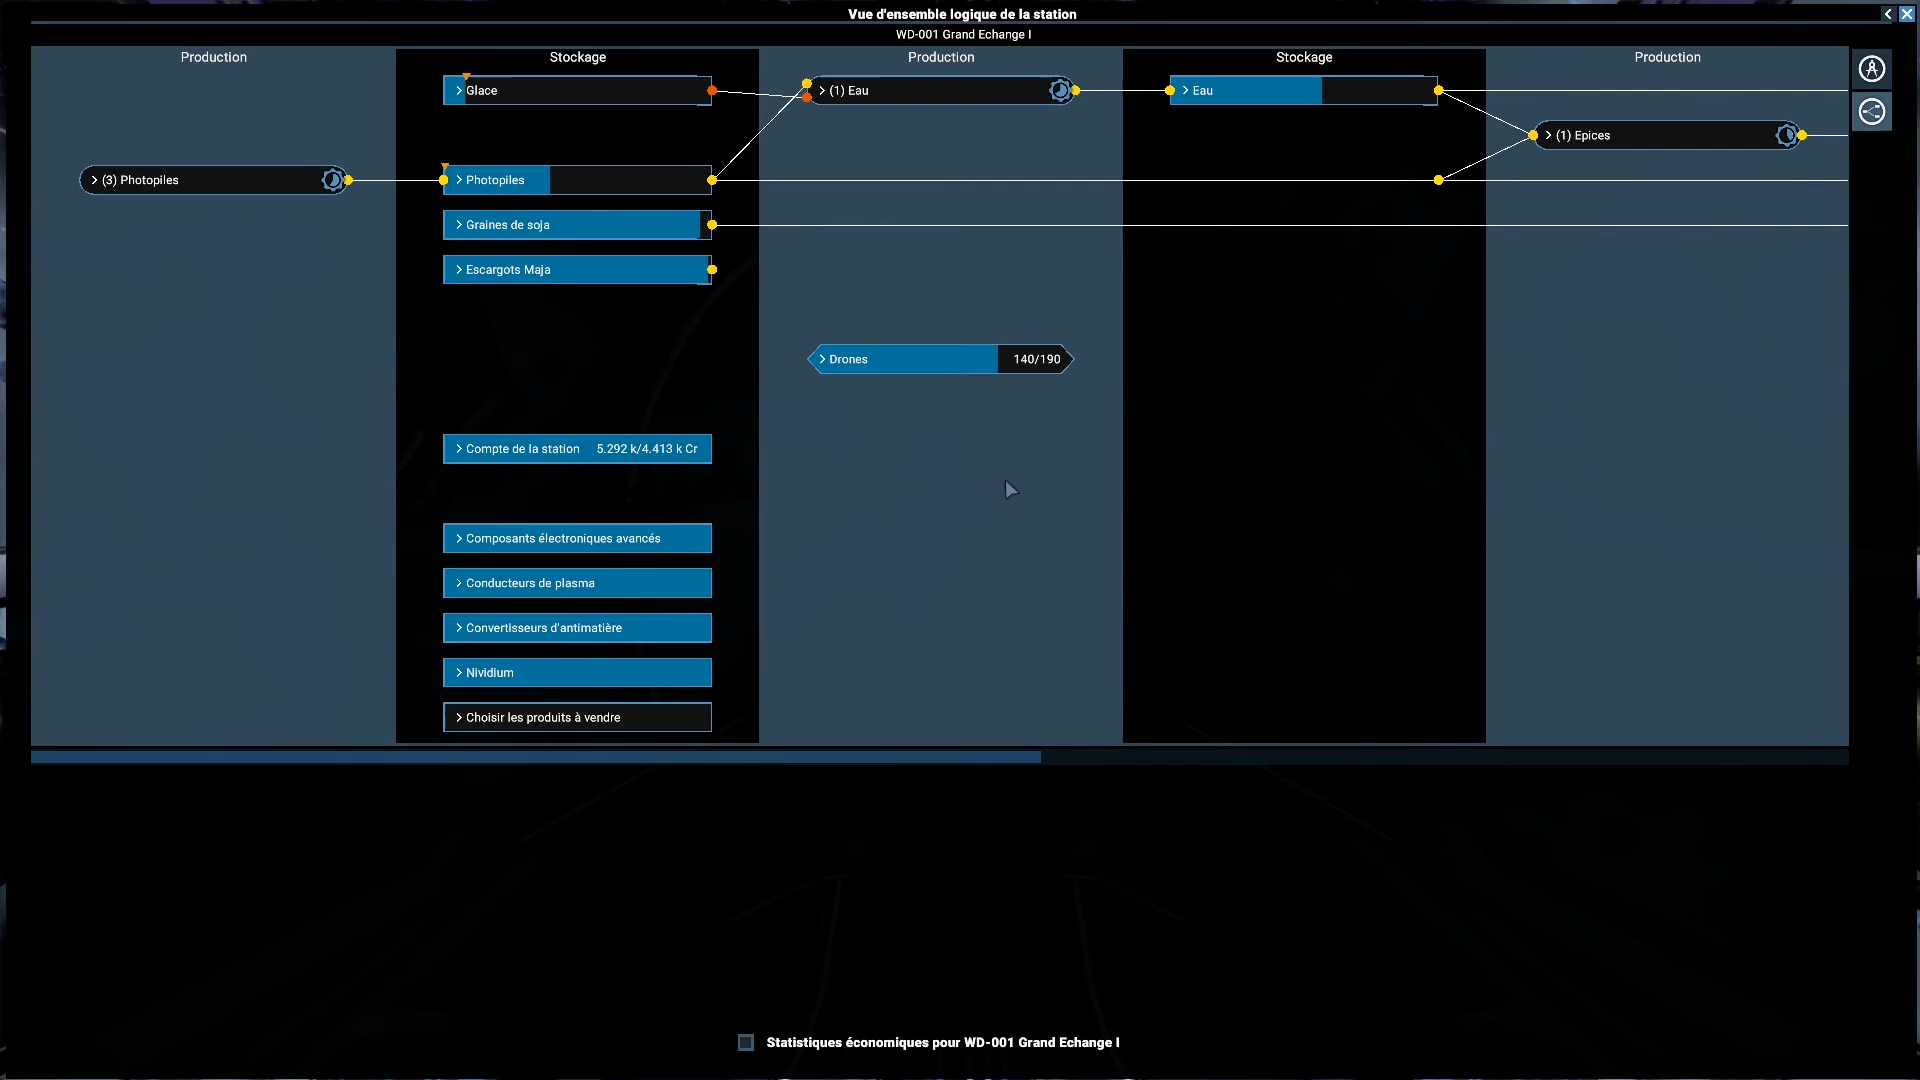 Vue d'ensemble logique de la station
WD-001 Grand Echange I
Production
Stockage
Production
Stockage
Production
Glace
(1) Eau
Eau
(1) Epices
(3) Photopiles
Photopiles
Graines de soja
Escargots Maja
Drones 140/190
Compte de la station 5.292 k/4.413 k Cr
Composants électroniques avancés
Conducteurs de plasma
Convertisseurs d'antimatière
Nividium
Choisir les produits à vendre
Statistiques économiques pour WD-001 Grand Echange I